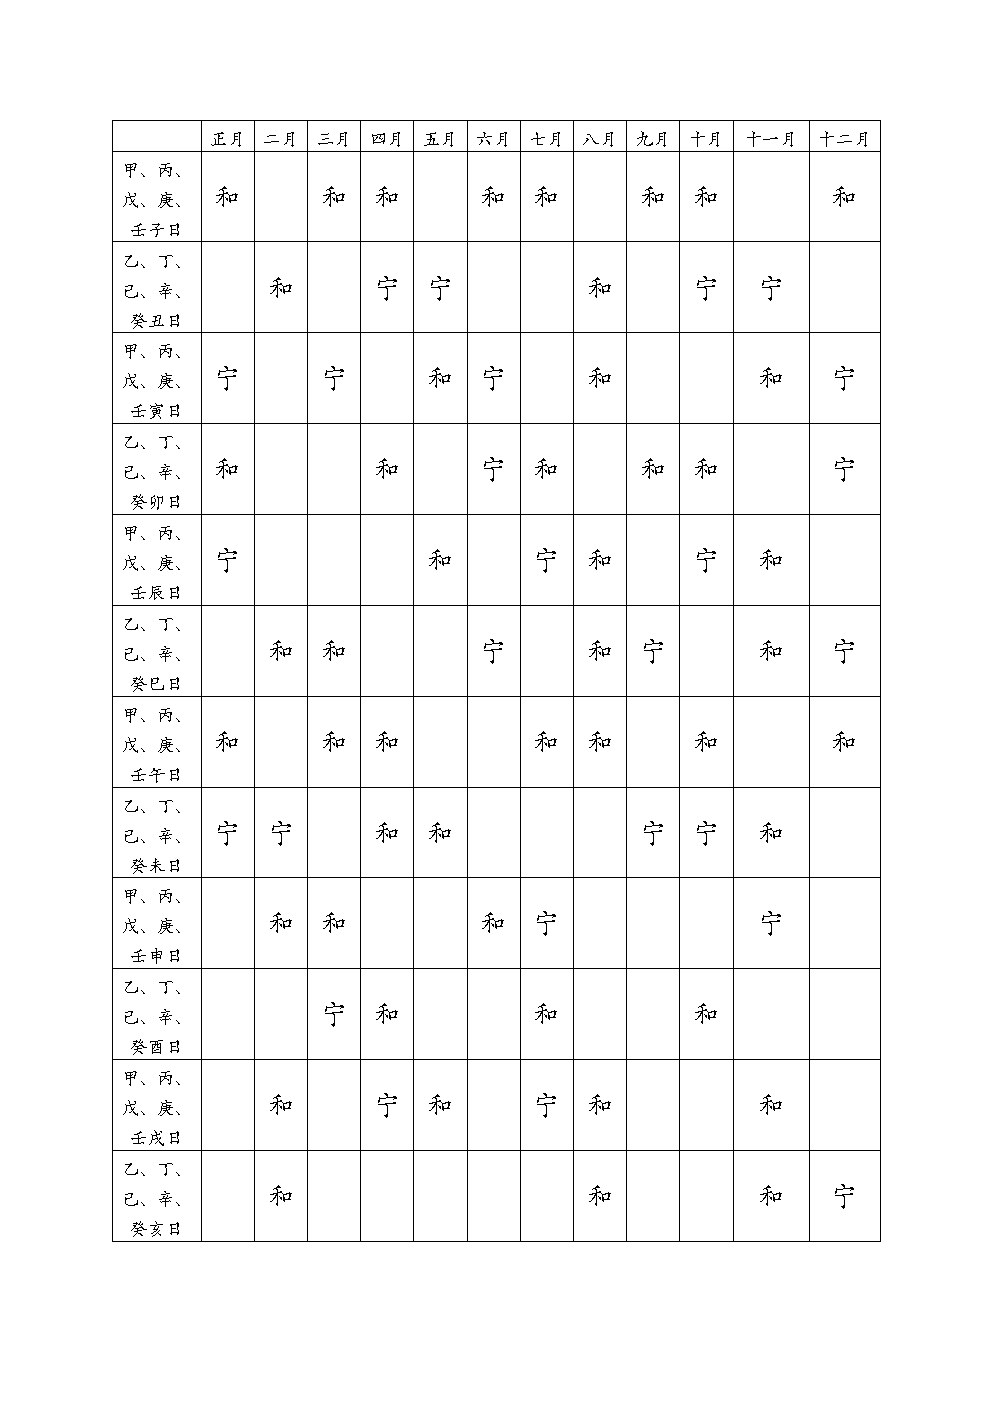 正月 二月 三月 四月 五月 六月 七月 八月 九月 十月 十一月 十二月
甲、丙、
戊、庚、
壬子日
和 和 和 和 和 和 和 和
乙、丁、
己、辛、
癸丑日
和 宁 宁 和 宁 宁
甲、丙、
戊、庚、
壬寅日
宁 宁 和 宁 和 和 宁
乙、丁、
己、辛、
癸卯日
和 和 宁 和 和 和 宁
甲、丙、
戊、庚、
壬辰日
宁 和 宁 和 宁 和
乙、丁、
己、辛、
癸巳日
和 和 宁 和 宁 和 宁
甲、丙、
戊、庚、
壬午日
和 和 和 和 和 和 和
乙、丁、
己、辛、
癸未日
宁 宁 和 和 宁 宁 和
甲、丙、
戊、庚、
壬申日
和 和 和 宁 宁
乙、丁、
己、辛、
癸酉日
宁 和 和 和
甲、丙、
戊、庚、
壬戌日
和 宁 和 宁 和 和
乙、丁、
己、辛、
癸亥日
和 和 和 宁